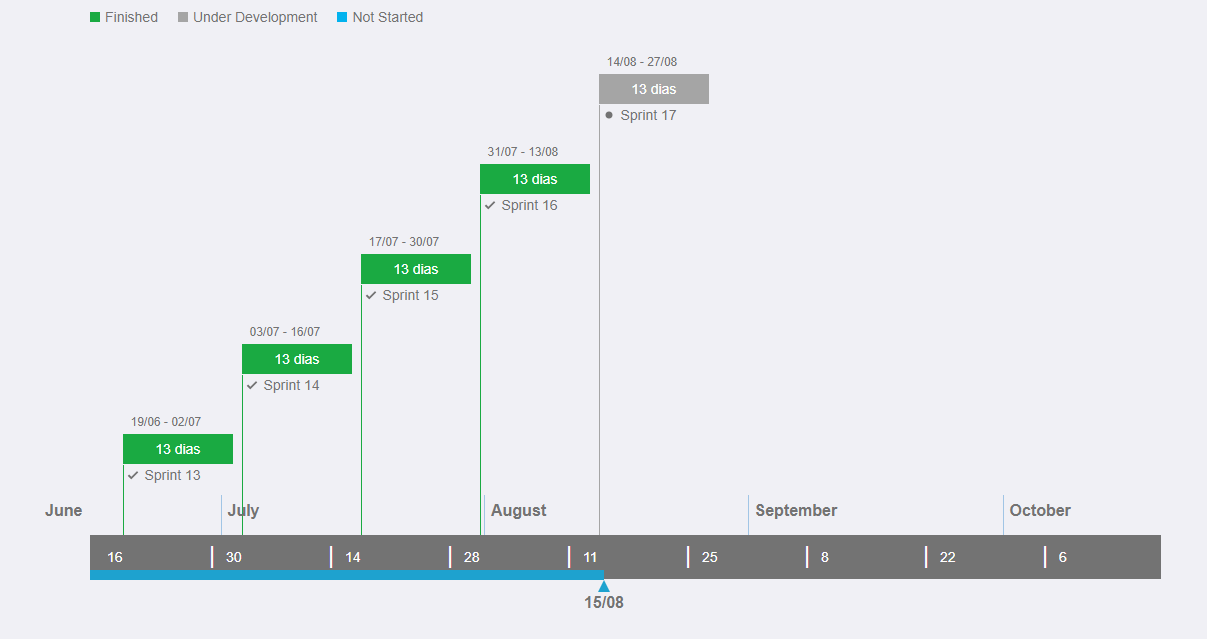 Finished Under Development Not Started
14/08 - 27/08
13 dias
Sprint 17
31/07 - 13/08
13 dias
Sprint 16
17/07 - 30/07
13 dias
Sprint 15
03/07 - 16/07
13 dias
Sprint 14
19/06 - 02/07
13 dias
Sprint 13
June July August September October
16 30 14 28 11 25 8 22 6
15/08